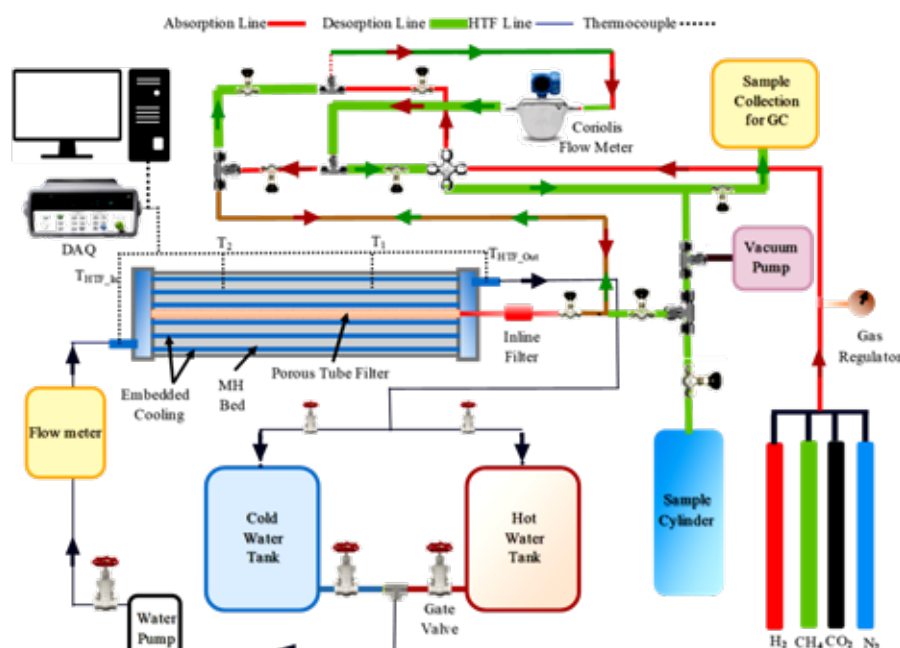 Absorption Line
Desorption Line
HTF Line
Thermocouple
Sample
Collection
for GC
Coriolis
Flow Meter
DAQ
T₂
T₁
T_HTF_Out
T_HTF_In
Vacuum
Pump
Inline
Filter
Gas
Regulator
Porous Tube Filter
MH
Bed
Embedded
Cooling
Flow meter
Cold
Water
Tank
Hot
Water
Tank
Sample
Cylinder
Gate
Valve
Water
Pump
H₂
CH₄
CO₂
N₂